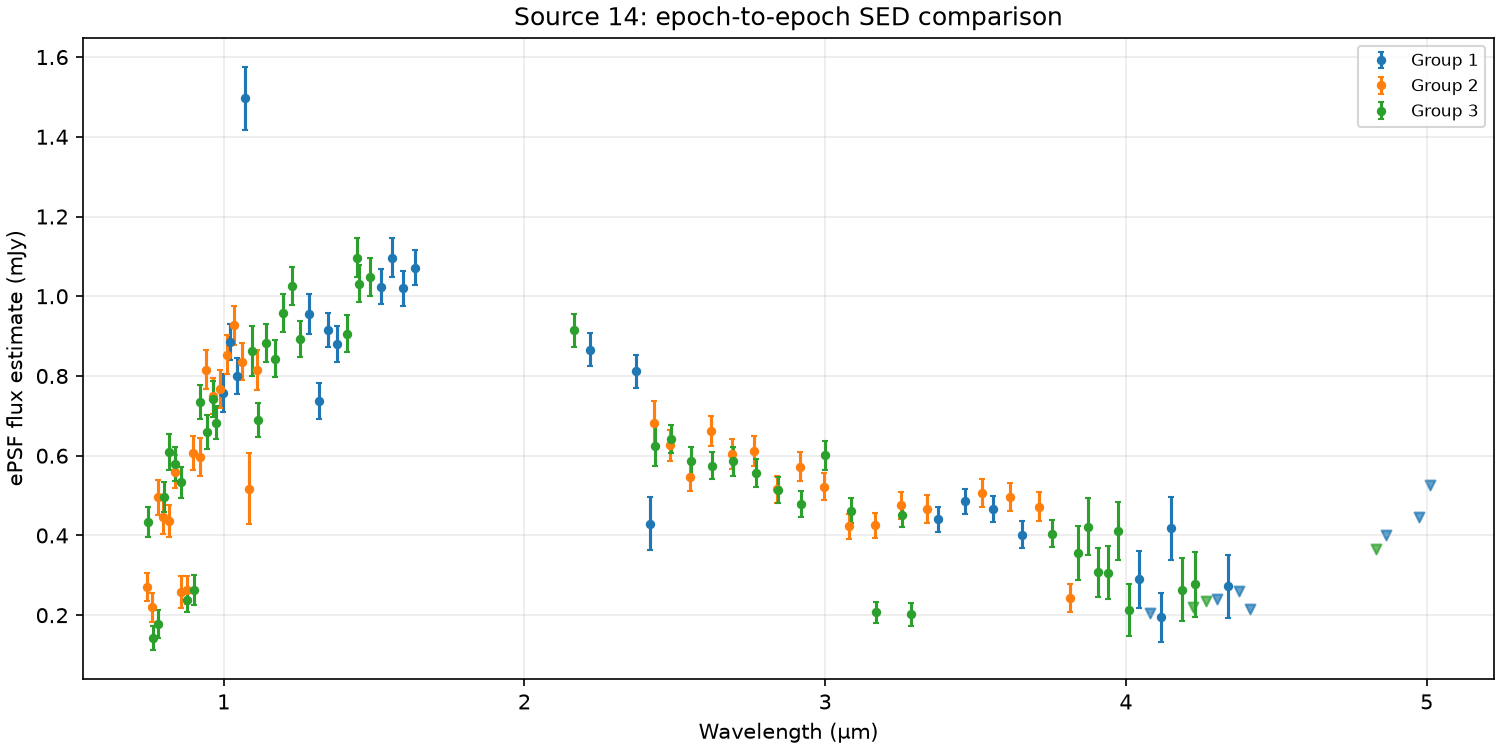 Source 14: epoch-to-epoch SED comparison
ePSF flux estimate (mJy)
1.6
1.4
1.2
1.0
0.8
0.6
0.4
0.2
Group 1
Group 2
Group 3
1 2 3 4 5
Wavelength (µm)